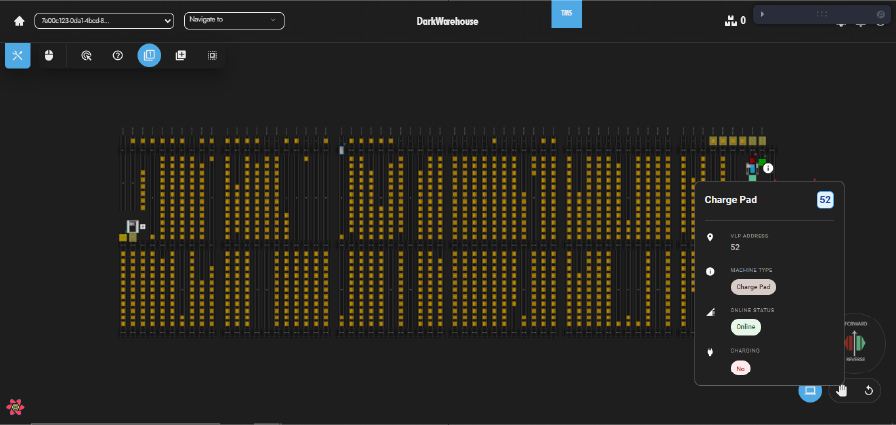 7a00c123-0da1-4bcd-8...
Navigate to
DarkWarehouse
TMS
0
Charge Pad
52
VLP ADDRESS
52
MACHINE TYPE
Charge Pad
ONLINE STATUS
Online
CHARGING
No
FORWARD
REVERSE